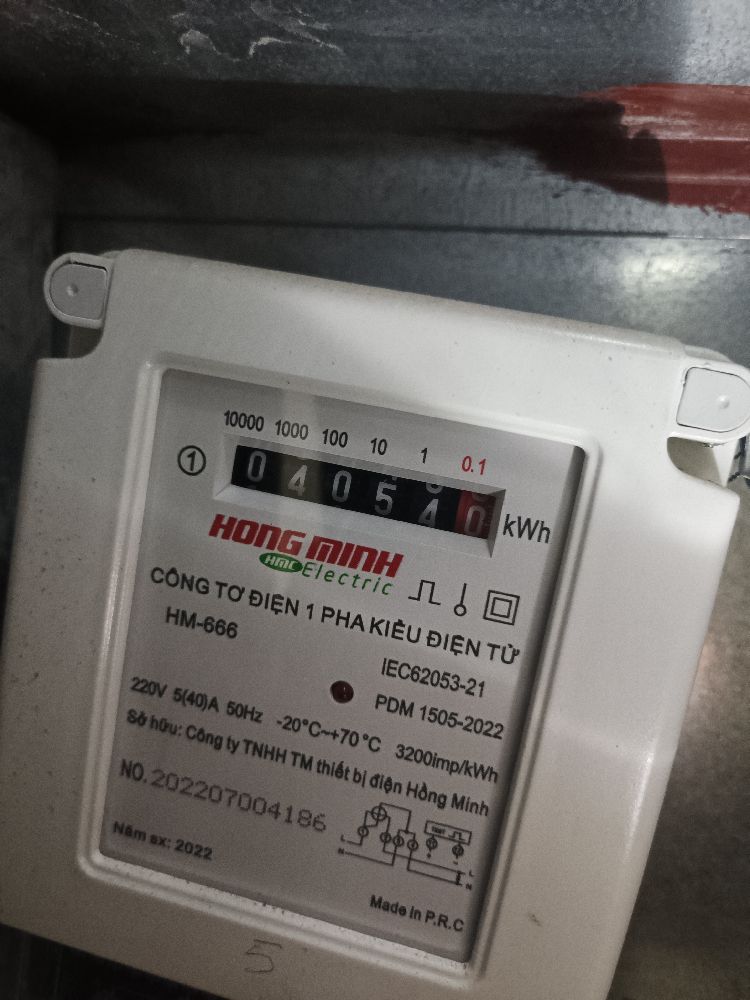 10000 1000 100 10 1 0.1
① 0 4 0 5 4 0 kWh
HONG MINH
HMC Electric
CÔNG TƠ ĐIỆN 1 PHA KIỂU ĐIỆN TỬ
HM-666
IEC62053-21
PDM 1505-2022
220V 5(40)A 50Hz -20°C~+70°C 3200imp/kWh
Sở hữu: Công ty TNHH TM thiết bị điện Hồng Minh
NO.202207004186
L
N
L
N
Năm sx: 2022
Made in P.R.C
5